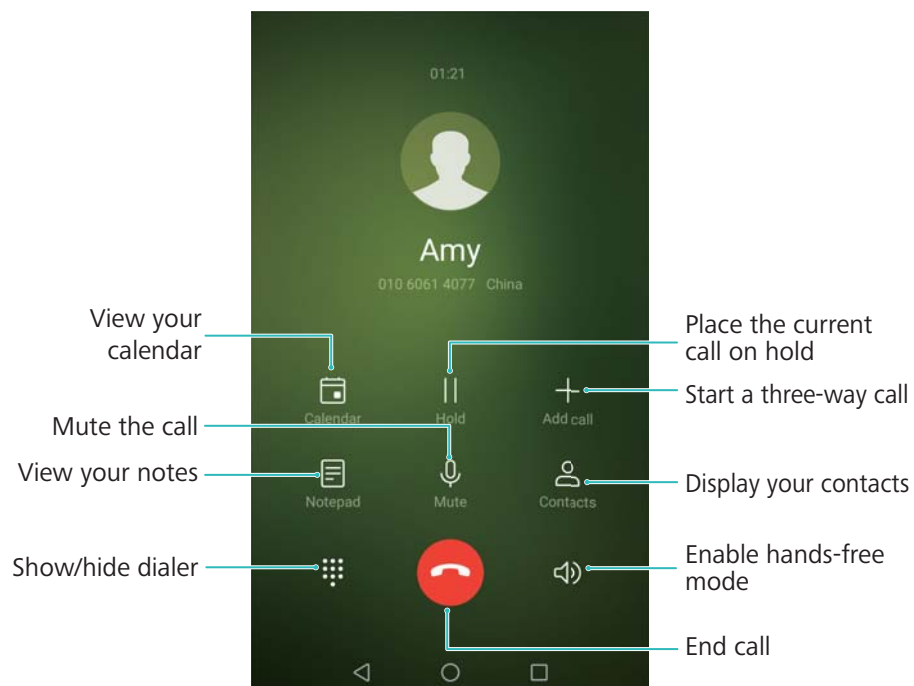 01:21
Amy
010 6061 4077 China
View your
calendar
Place the current
call on hold
Start a three-way call
Calendar
Hold
Add call
Mute the call
View your notes
Display your contacts
Notepad
Mute
Contacts
Show/hide dialer
Enable hands-free
mode
End call